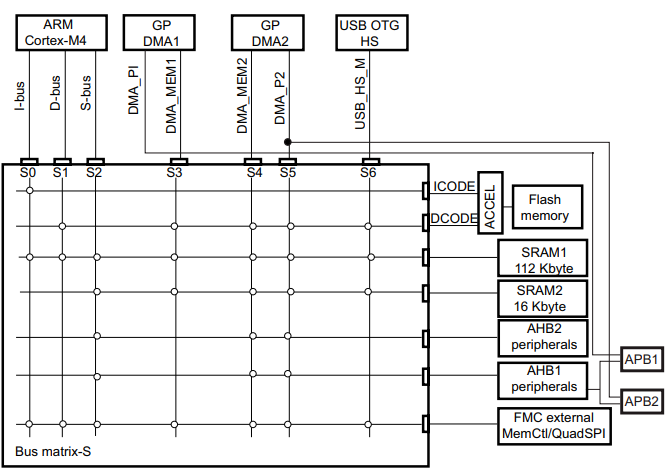 ARM
Cortex-M4
GP
DMA1
GP
DMA2
USB OTG
HS
I-bus
D-bus
S-bus
DMA_PI
DMA_MEM1
DMA_MEM2
DMA_P2
USB_HS_M
S0
S1
S2
S3
S4
S5
S6
ICODE
DCODE
ACCEL
Flash
memory
SRAM1
112 Kbyte
SRAM2
16 Kbyte
AHB2
peripherals
APB1
AHB1
peripherals
APB2
FMC external
MemCtl/QuadSPI
Bus matrix-S